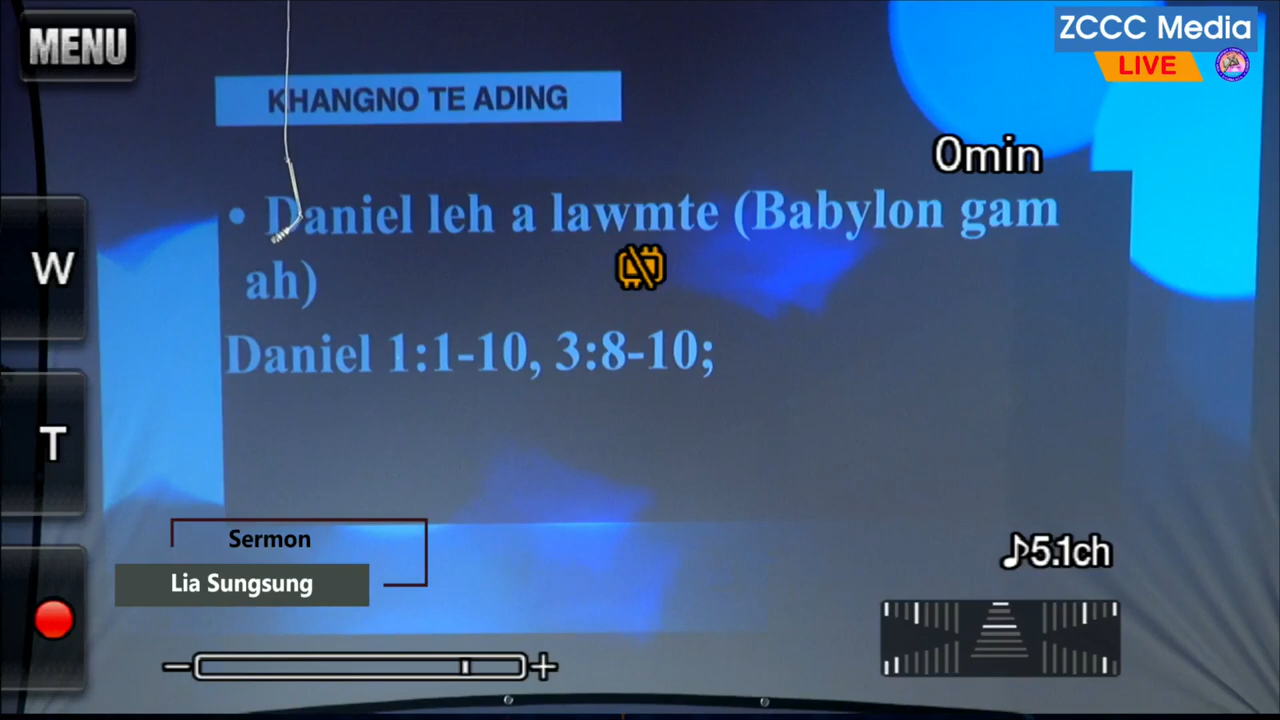 MENU
ZCCC Media
LIVE
KHANGNO TE ADING
0min
• Daniel leh a lawmte (Babylon gam
ah)
Daniel 1:1-10, 3:8-10;
W
T
Sermon
Lia Sungsung
♪5.1ch